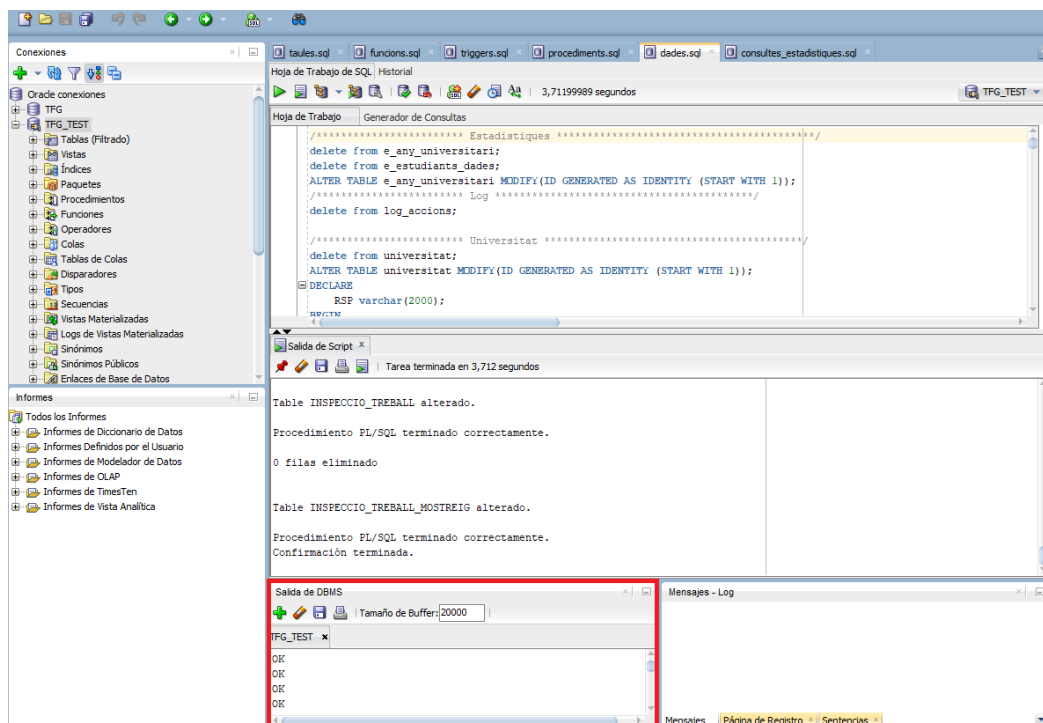 SQL
Conexiones
Oracle conexiones
TFG
TFG_TEST
Tablas (Filtrado)
Vistas
Índices
Paquetes
Procedimientos
Funciones
Operadores
Colas
Tablas de Colas
Disparadores
Tipos
Secuencias
Vistas Materializadas
Logs de Vistas Materializadas
Sinónimos
Sinónimos Públicos
Enlaces de Base de Datos
Informes
Todos los Informes
Informes de Diccionario de Datos
Informes Definidos por el Usuario
Informes de Modelador de Datos
Informes de OLAP
Informes de TimesTen
Informes de Vista Analítica
taules.sql funcions.sql triggers.sql procediments.sql dades.sql consultes_estadistiques.sql
Hoja de Trabajo de SQL Historial
3,71199989 segundos TFG_TEST
Hoja de Trabajo Generador de Consultas
/*********************** Estadistiques ****************************************/
delete from e_any_universitari;
delete from e_estudiants_dades;
ALTER TABLE e_any_universitari MODIFY(ID GENERATED AS IDENTITY (START WITH 1));
/*********************** Log ****************************************/
delete from log_accions;
/*********************** Universitat ****************************************/
delete from universitat;
ALTER TABLE universitat MODIFY(ID GENERATED AS IDENTITY (START WITH 1));
DECLARE
RSP varchar(2000);
BEGIN
Salida de Script
Tarea terminada en 3,712 segundos
Table INSPECCIO_TREBALL alterado.
Procedimiento PL/SQL terminado correctamente.
0 filas eliminado
Table INSPECCIO_TREBALL_MOSTREIG alterado.
Procedimiento PL/SQL terminado correctamente.
Confirmación terminada.
Salida de DBMS
Tamaño de Buffer: 20000
TFG_TEST
OK
OK
OK
OK
Mensajes - Log
Mensajes Página de Registro Sentencias